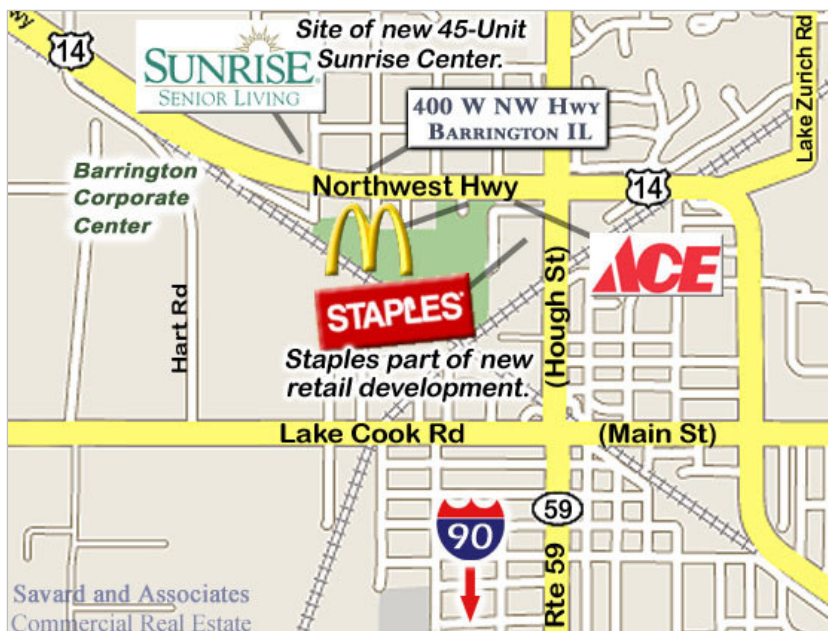 Hwy
14
Site of new 45-Unit
Sunrise Center.
SUNRISE
SENIOR LIVING
400 W NW HWY
BARRINGTON IL
Lake Zurich Rd
Barrington
Corporate
Center
Northwest Hwy
14
ACE
STAPLES
(Hough St)
Hart Rd
Staples part of new
retail development.
Lake Cook Rd
(Main St)
59
90
Rte 59
Savard and Associates
Commercial Real Estate